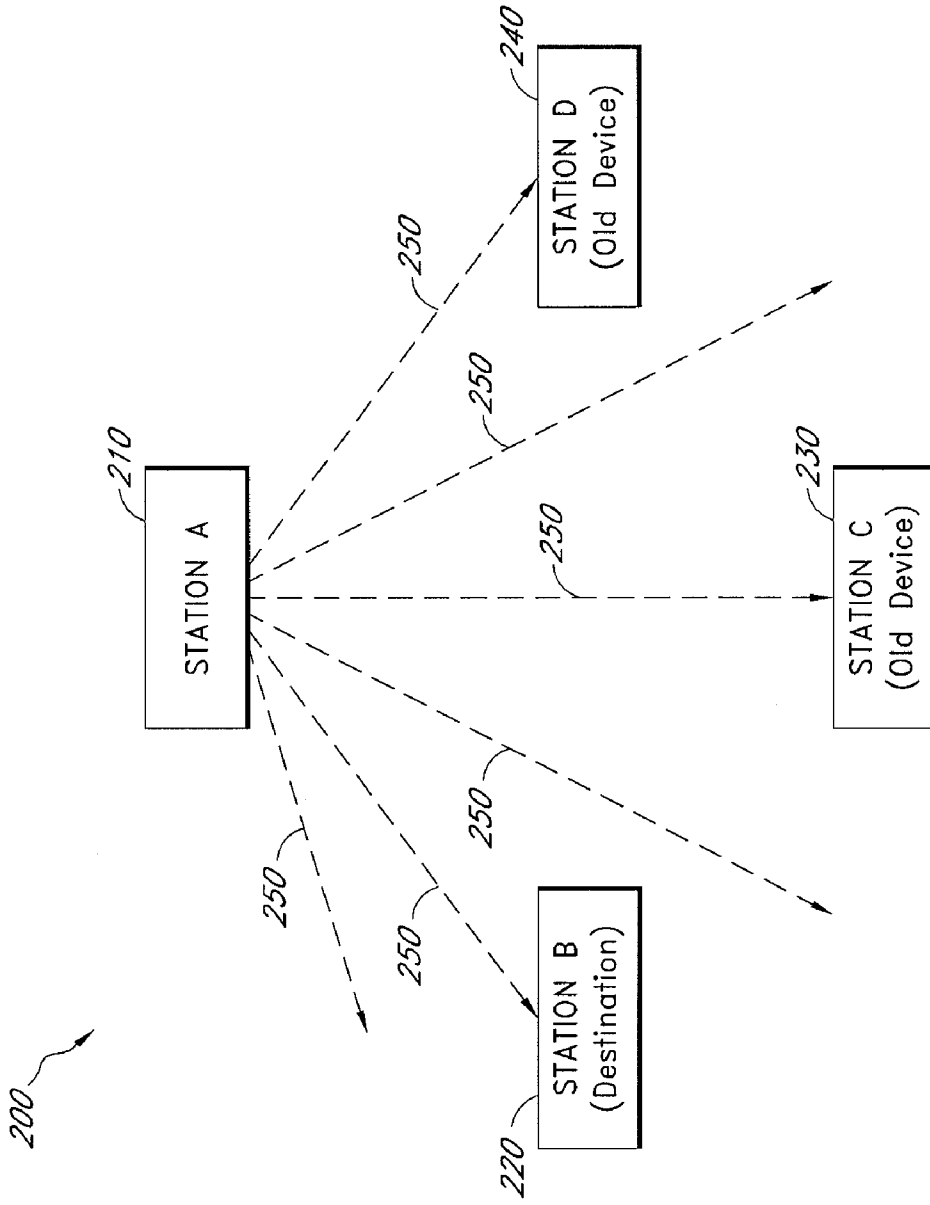 200
210
STATION A
250
250
250
250
250
250
220
STATION B
(Destination)
230
STATION C
(Old Device)
240
STATION D
(Old Device)